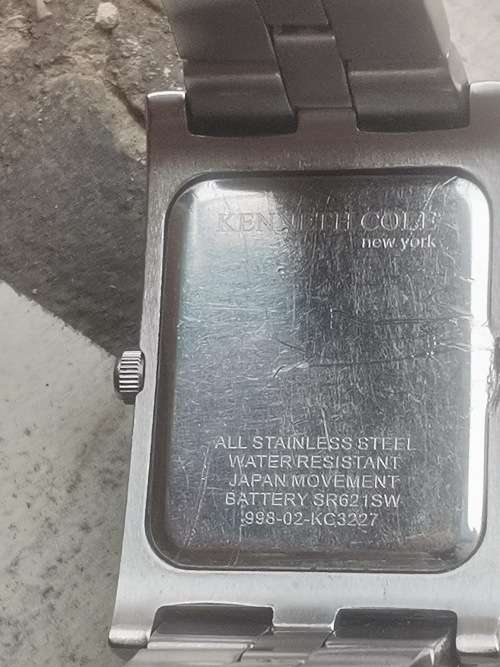 KENNETH COLE
new york
ALL STAINLESS STEEL
WATER RESISTANT
JAPAN MOVEMENT
BATTERY SR621SW
998-02-KC3227